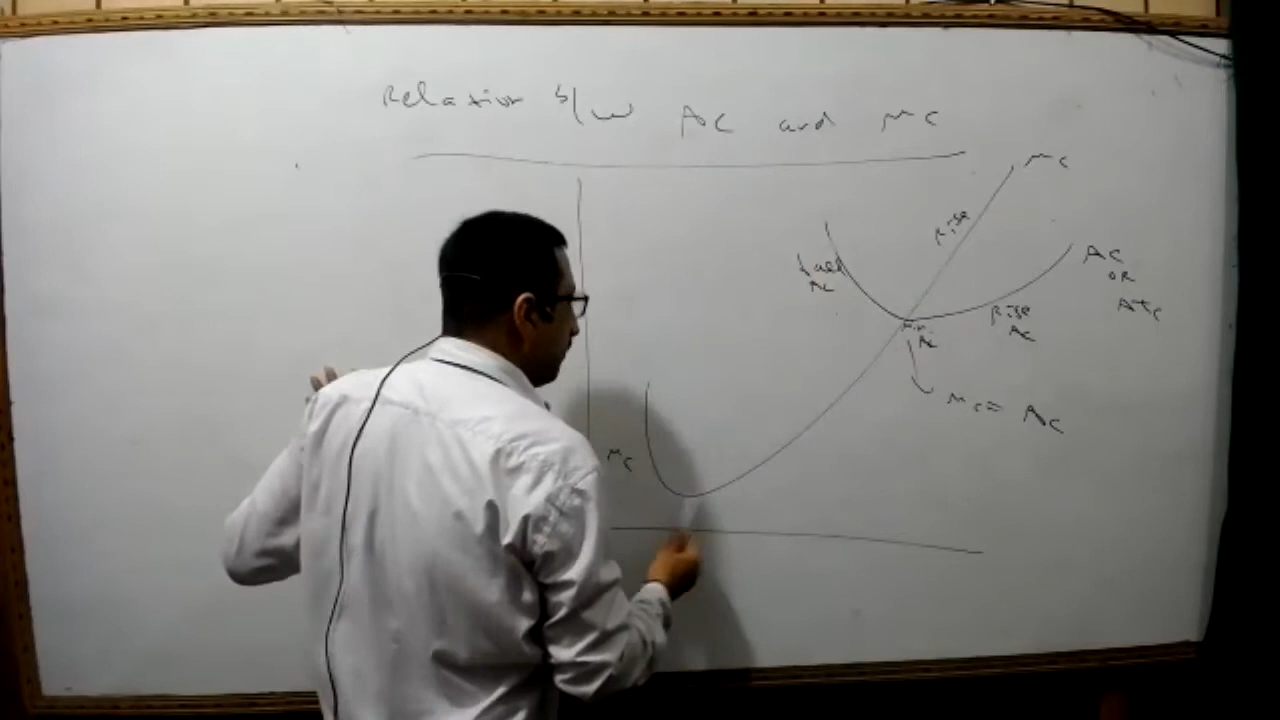 Relation b/w AC and MC
MC
Rise
AC
OR
ATC
fall
AC
Rise
AC
Min
AC
MC = AC
MC